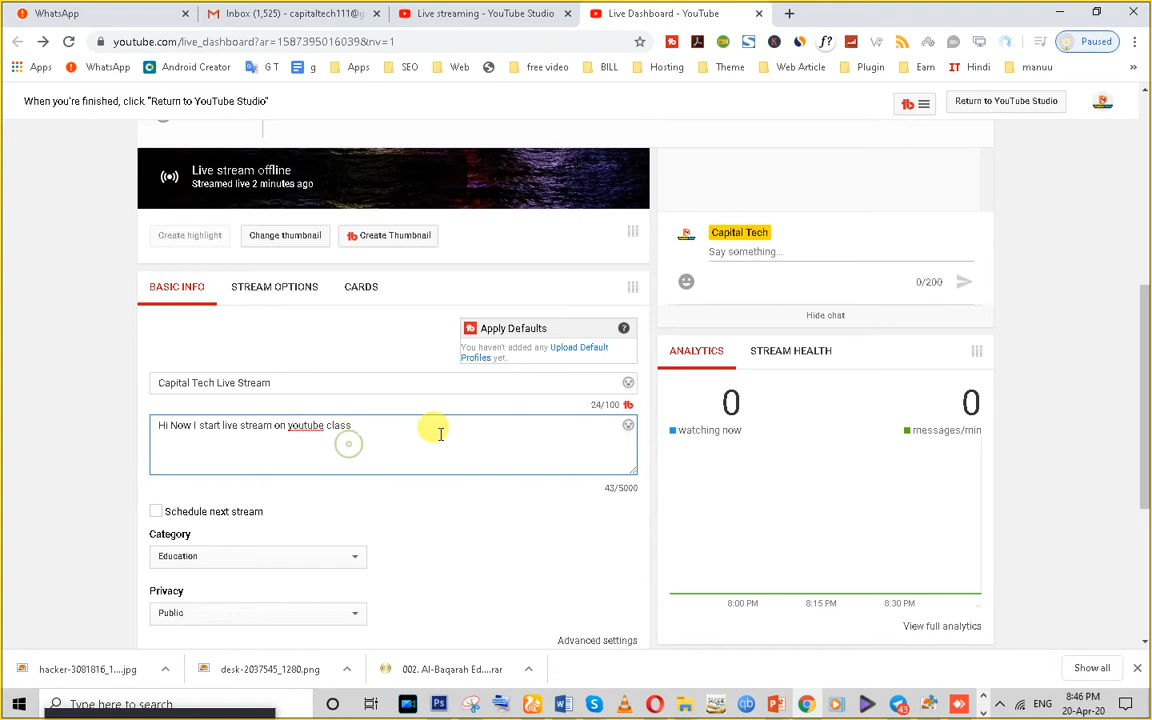 WhatsApp
Inbox (1,525) - capitaltech111@g
Live streaming - YouTube Studio
Live Dashboard - YouTube
youtube.com/live_dashboard?ar=1587395016039&nv=1
Paused
Apps
WhatsApp
Android Creator
G T
g
Apps
SEO
Web
free video
BILL
Hosting
Theme
Web Article
Plugin
Earn
IT Hindi
manuu
When you're finished, click "Return to YouTube Studio"
Return to YouTube Studio
Live stream offline
Streamed live 2 minutes ago
Create highlight
Change thumbnail
Create Thumbnail
Capital Tech
Say something...
0/200
Hide chat
BASIC INFO
STREAM OPTIONS
CARDS
Apply Defaults
You haven't added any Upload Default
Profiles yet.
Capital Tech Live Stream
24/100
Hi Now I start live stream on youtube class
43/5000
Schedule next stream
Category
Education
Privacy
Public
Advanced settings
ANALYTICS
STREAM HEALTH
0
0
watching now
messages/min
8:00 PM
8:15 PM
8:30 PM
View full analytics
hacker-3081816_1....jpg
desk-2037545_1280.png
002. Al-Baqarah Ed....rar
Show all
Type here to search
43
ENG
8:46 PM
20-Apr-20